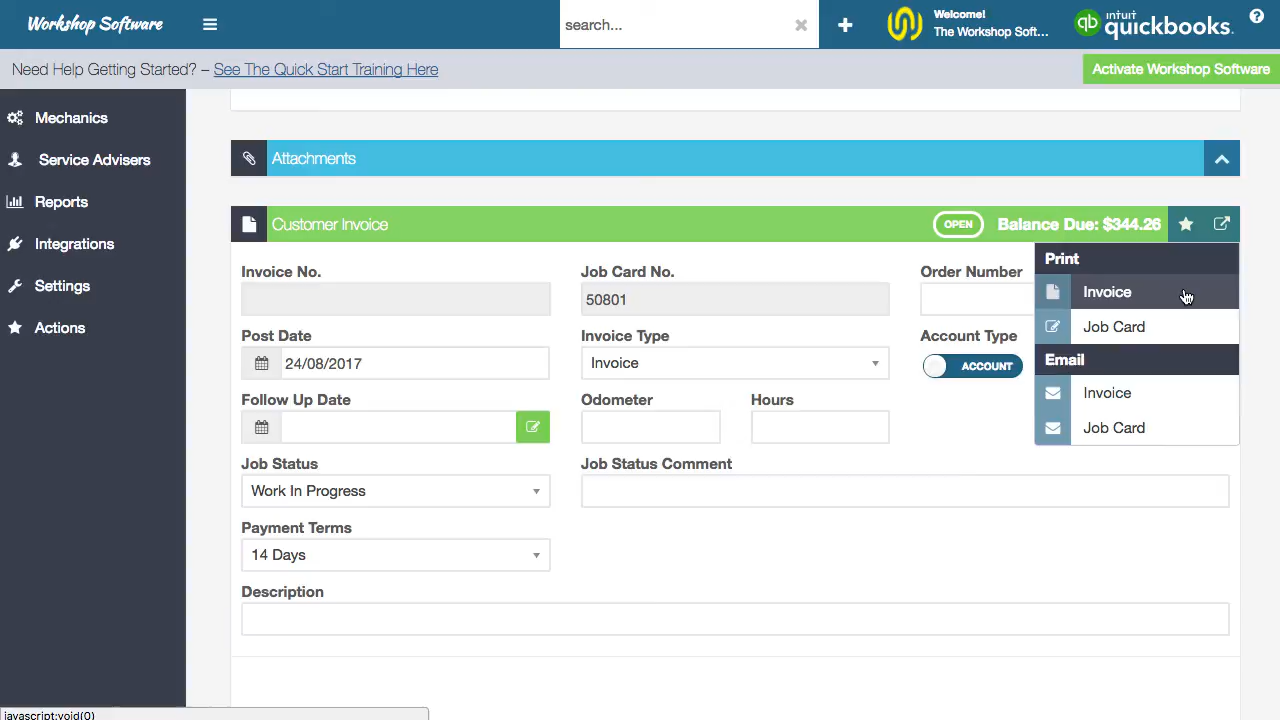 Workshop Software
search...
Welcome!
The Workshop Soft...
qb
intuit
quickbooks.
Need Help Getting Started? – See The Quick Start Training Here
Activate Workshop Software
Mechanics
Service Advisers
Reports
Integrations
Settings
Actions
Attachments
Customer Invoice
OPEN
Balance Due: $344.26
Print
Invoice
Job Card
Email
Invoice
Job Card
Invoice No.
Job Card No.
50801
Order Number
Post Date
24/08/2017
Invoice Type
Invoice
Account Type
ACCOUNT
Follow Up Date
Odometer
Hours
Job Status
Work In Progress
Job Status Comment
Payment Terms
14 Days
Description
javascript:void(0)